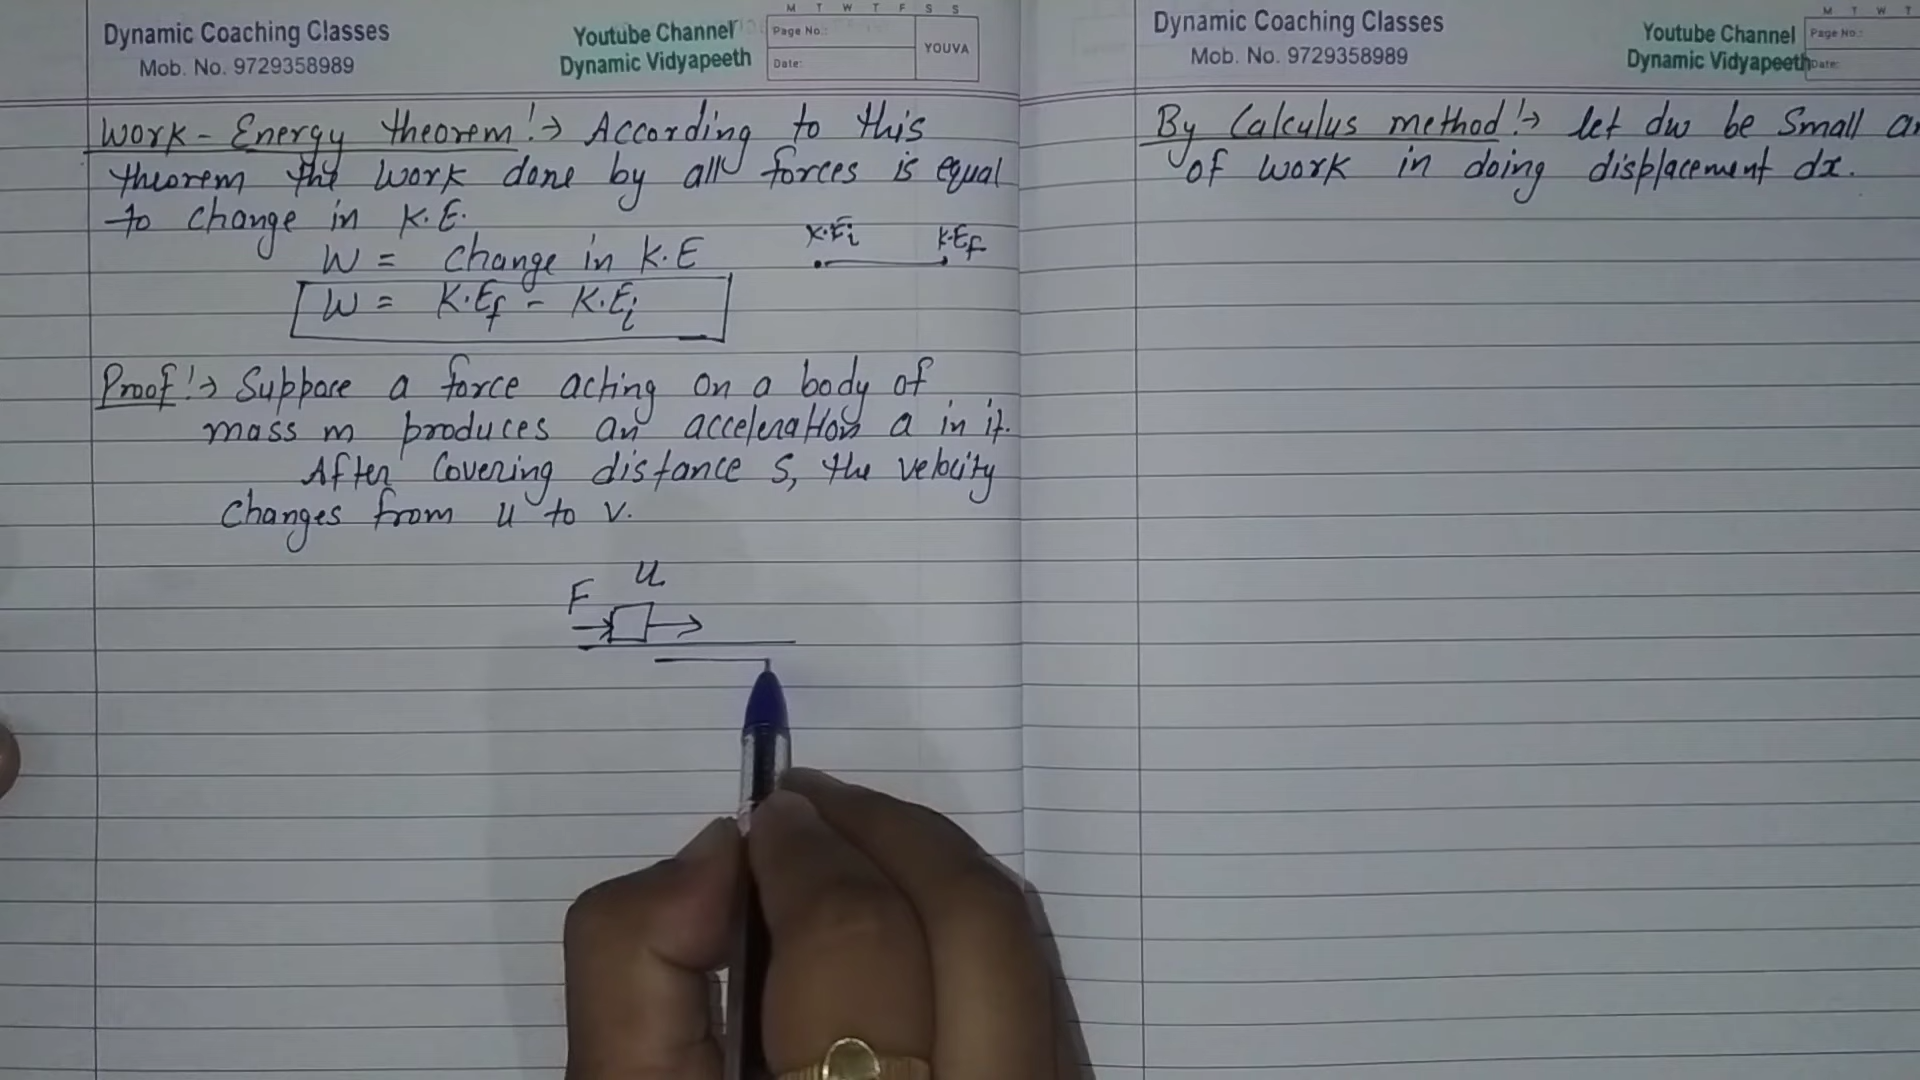 Dynamic Coaching Classes
Mob. No. 9729358989
Youtube Channel
Dynamic Vidyapeeth
M T W T F S S
Page No.:
Date:
YOUVA
Work - Energy theorem :→ According to this
theorem the work done by all forces is equal
to change in K.E.
W = Change in K.E
W = K.Ef - K.Ei
K.Ei K.Ef
Proof :→ Suppose a force acting on a body of
mass m produces an acceleration a in it.
After Covering distance s, the velocity
Changes from u to v.
F u
Dynamic Coaching Classes
Mob. No. 9729358989
Youtube Channel
Dynamic Vidyapeeth
M T W T
Page No.:
Date:
By Calculus method :→ let dw be Small
of work in doing displacement dx.